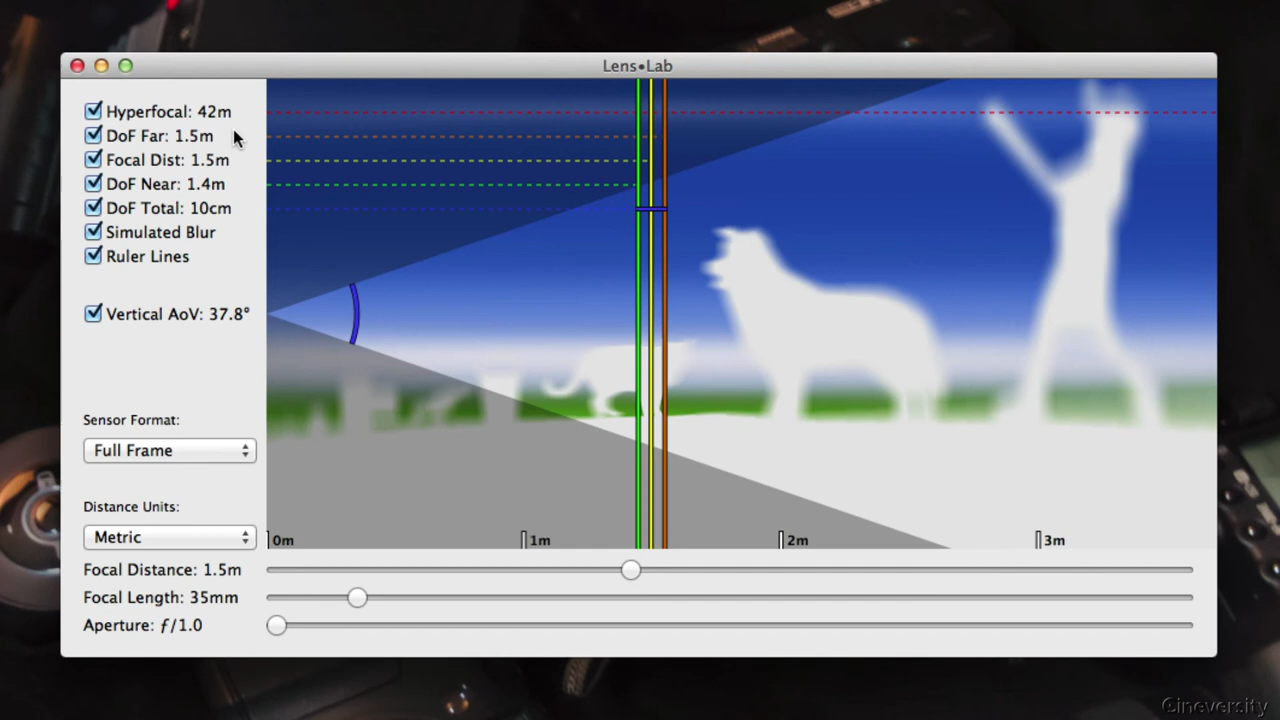 Lens•Lab
Hyperfocal: 42m
DoF Far: 1.5m
Focal Dist: 1.5m
DoF Near: 1.4m
DoF Total: 10cm
Simulated Blur
Ruler Lines
Vertical AoV: 37.8°
Sensor Format:
Full Frame
Distance Units:
Metric
0m 1m 2m 3m
Focal Distance: 1.5m
Focal Length: 35mm
Aperture: ƒ/1.0
Cineversity